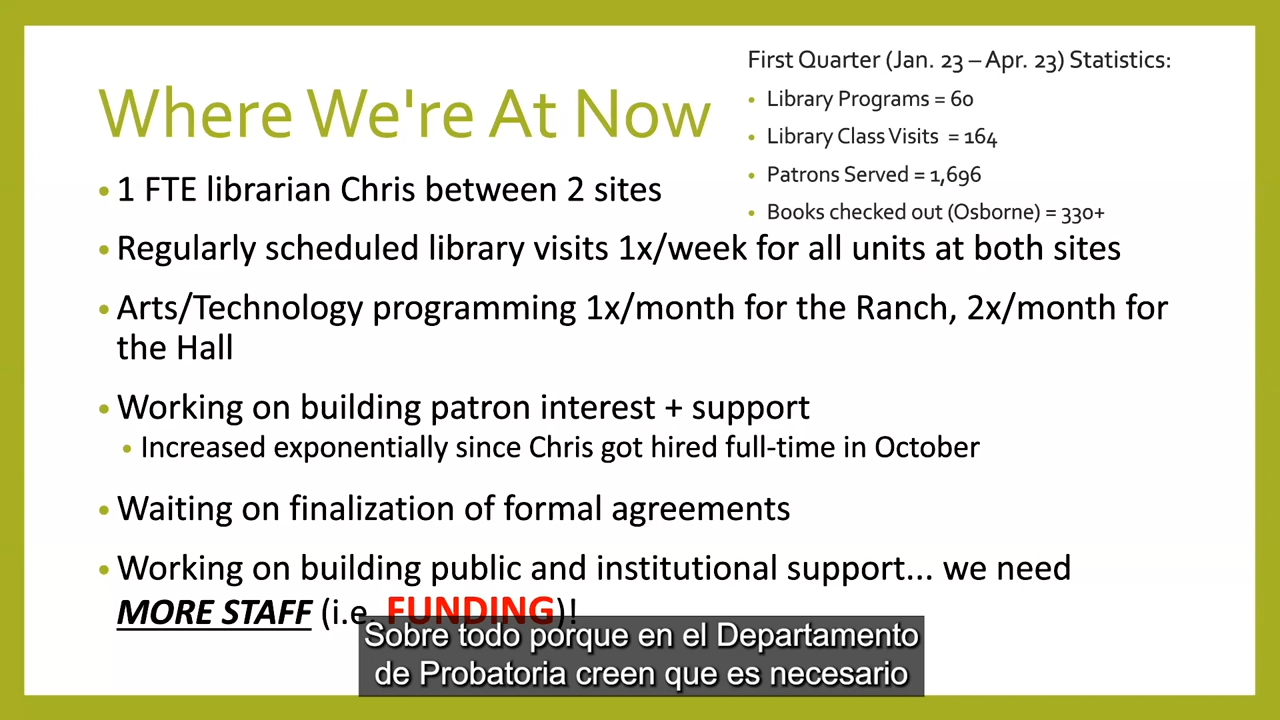 Where We're At Now
First Quarter (Jan. 23 – Apr. 23) Statistics:
• Library Programs = 60
• Library Class Visits = 164
• Patrons Served = 1,696
• Books checked out (Osborne) = 330+
• 1 FTE librarian Chris between 2 sites
• Regularly scheduled library visits 1x/week for all units at both sites
• Arts/Technology programming 1x/month for the Ranch, 2x/month for
the Hall
• Working on building patron interest + support
• Increased exponentially since Chris got hired full-time in October
• Waiting on finalization of formal agreements
• Working on building public and institutional support... we need
MORE STAFF (i.e. FUNDING)!
Sobre todo porque en el Departamento
de Probatoria creen que es necesario